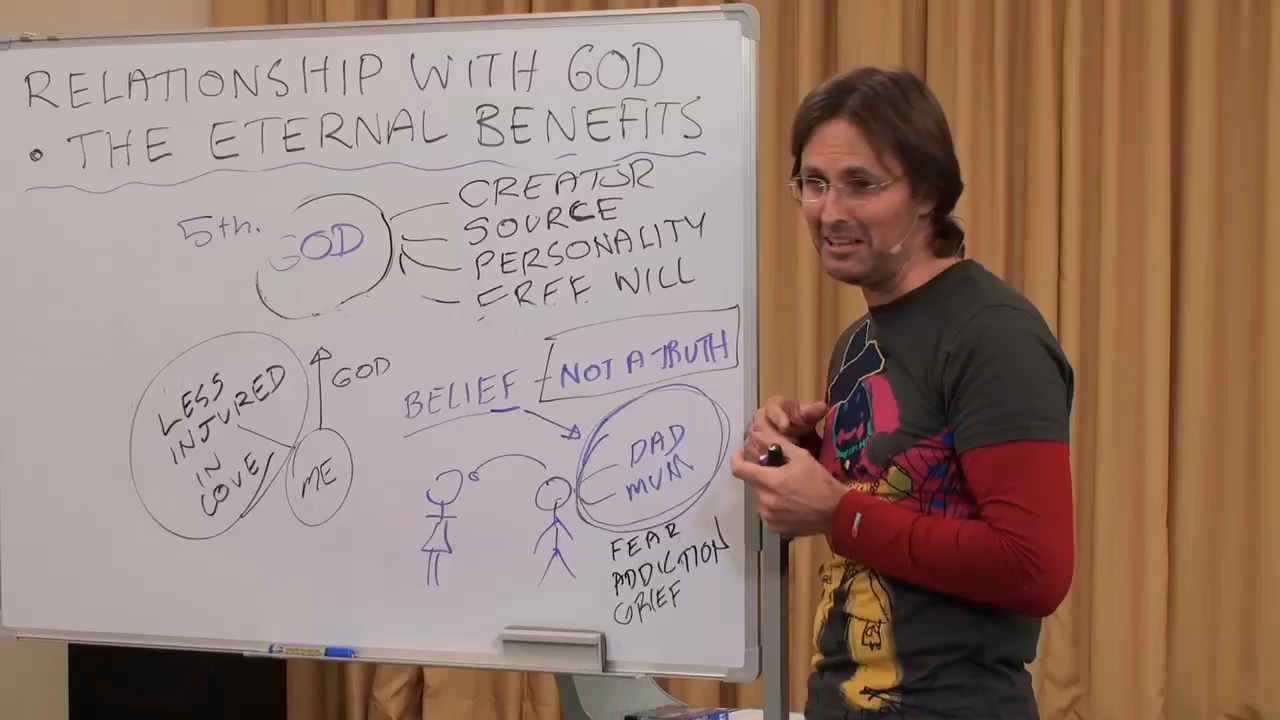 RELATIONSHIP WITH GOD
• THE ETERNAL BENEFITS
5th.
GOD
CREATOR
SOURCE
PERSONALITY
FREE WILL
LESS
INJURED
IN
LOVE
ME
GOD
BELIEF
NOT A TRUTH
DAD
MUM
FEAR
ADDICTION
GRIEF